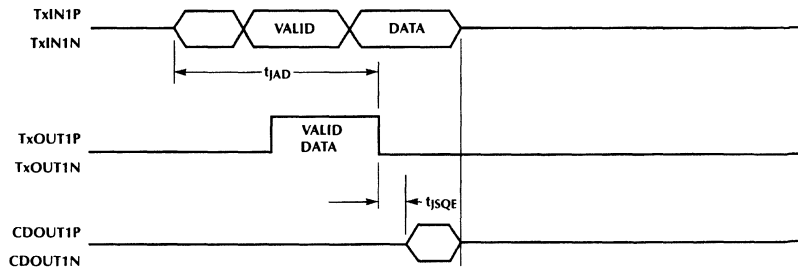 TxIN1P
TxIN1N
VALID
DATA
tJAD
TxOUT1P
TxOUT1N
VALID
DATA
tJSQE
CDOUT1P
CDOUT1N